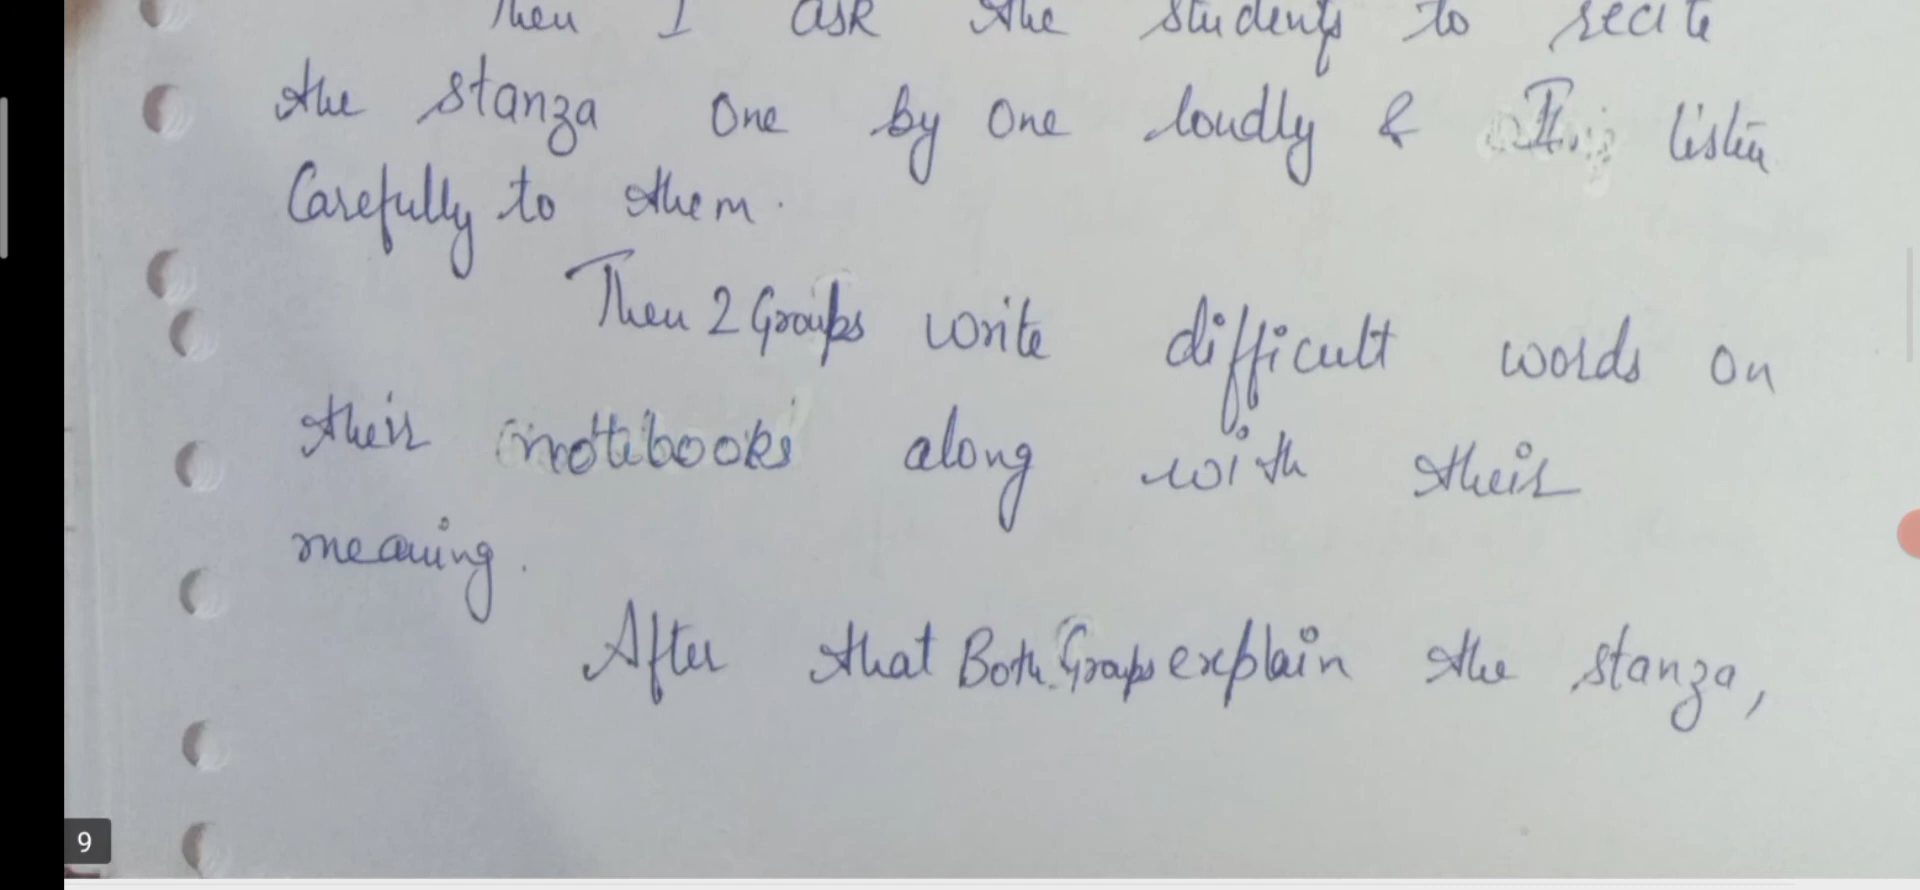 Then I ask the students to recite
the stanza One by One loudly & I listen
Carefully to them.
Then 2 Groups write difficult words on
their notebooks along with their
meaning.
After that Both Groups explain the stanza,
9